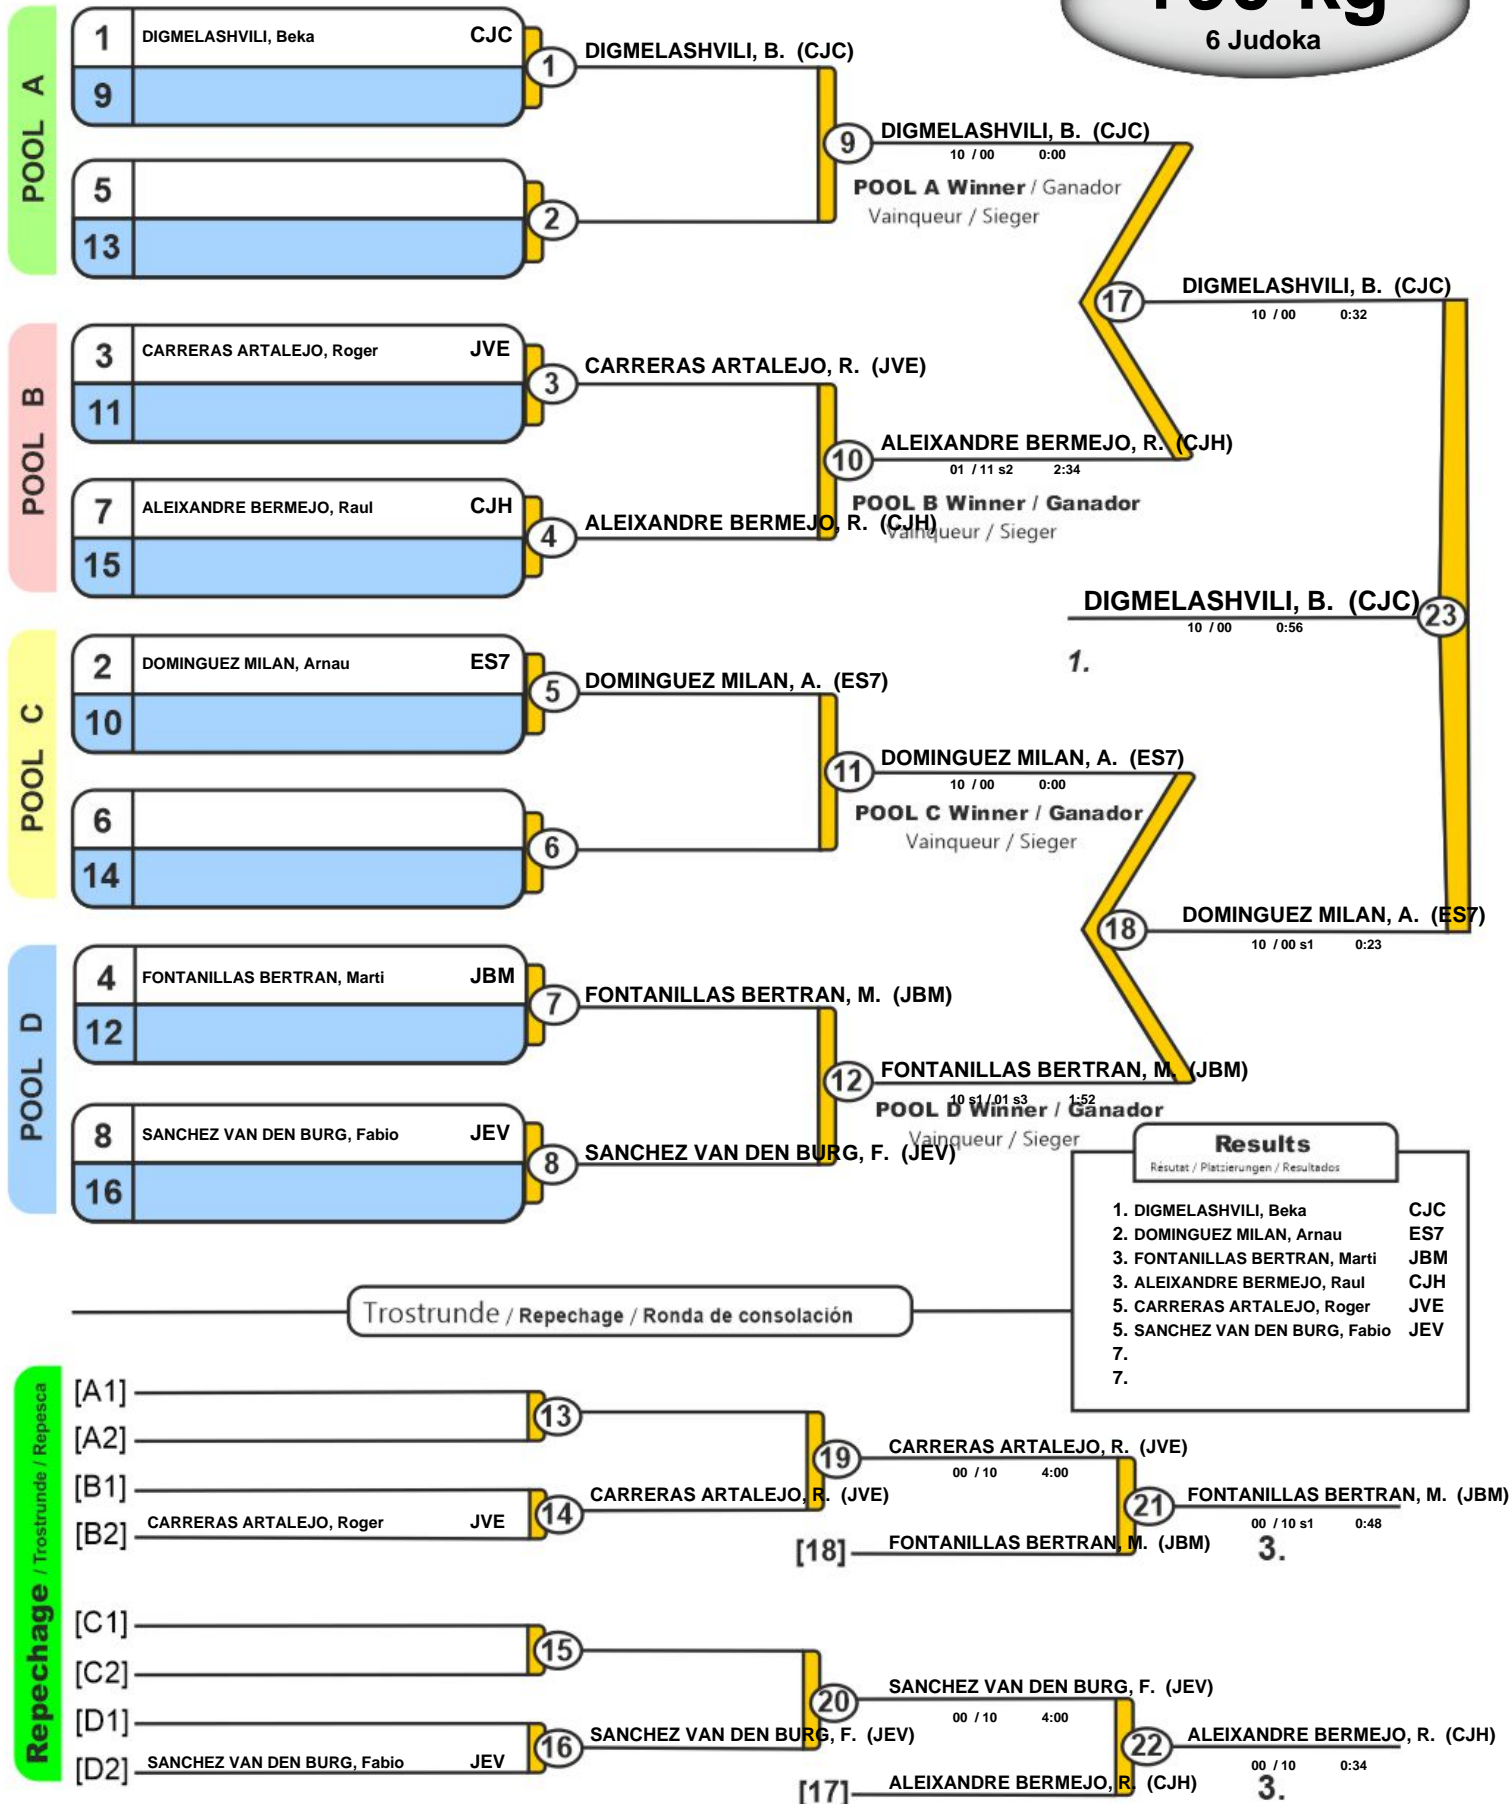 6 Judoka
POOL A
1 DIGMELASHVILI, Beka CJC
9
5
13
1 DIGMELASHVILI, B. (CJC)
2
9 DIGMELASHVILI, B. (CJC)
10 / 00 0:00
POOL A Winner / Ganador
Vainqueur / Sieger
17 DIGMELASHVILI, B. (CJC)
10 / 00 0:32
POOL B
3 CARRERAS ARTALEJO, Roger JVE
11
7 ALEIXANDRE BERMEJO, Raul CJH
15
3 CARRERAS ARTALEJO, R. (JVE)
4 ALEIXANDRE BERMEJO, R. (CJH)
10 ALEIXANDRE BERMEJO, R. (CJH)
01 / 11 s2 2:34
POOL B Winner / Ganador
Vainqueur / Sieger
DIGMELASHVILI, B. (CJC) 23
10 / 00 0:56
1.
POOL C
2 DOMINGUEZ MILAN, Arnau ES7
10
6
14
5 DOMINGUEZ MILAN, A. (ES7)
6
11 DOMINGUEZ MILAN, A. (ES7)
10 / 00 0:00
POOL C Winner / Ganador
Vainqueur / Sieger
18 DOMINGUEZ MILAN, A. (ES7)
10 / 00 s1 0:23
POOL D
4 FONTANILLAS BERTRAN, Marti JBM
12
8 SANCHEZ VAN DEN BURG, Fabio JEV
16
7 FONTANILLAS BERTRAN, M. (JBM)
8 SANCHEZ VAN DEN BURG, F. (JEV)
12 FONTANILLAS BERTRAN, M. (JBM)
10 s1 / 01 s3 1:52
POOL D Winner / Ganador
Vainqueur / Sieger
Results
Résutat / Platzierungen / Resultados
1. DIGMELASHVILI, Beka CJC
2. DOMINGUEZ MILAN, Arnau ES7
3. FONTANILLAS BERTRAN, Marti JBM
3. ALEIXANDRE BERMEJO, Raul CJH
5. CARRERAS ARTALEJO, Roger JVE
5. SANCHEZ VAN DEN BURG, Fabio JEV
7.
7.
Trostrunde / Repechage / Ronda de consolación
Repechage / Trostrunde / Repesca
[A1]
[A2]
13
[B1]
[B2] CARRERAS ARTALEJO, Roger JVE
14 CARRERAS ARTALEJO, R. (JVE)
19 CARRERAS ARTALEJO, R. (JVE)
00 / 10 4:00
[18] FONTANILLAS BERTRAN, M. (JBM)
21 FONTANILLAS BERTRAN, M. (JBM)
00 / 10 s1 0:48
3.
[C1]
[C2]
15
[D1]
[D2] SANCHEZ VAN DEN BURG, Fabio JEV
16 SANCHEZ VAN DEN BURG, F. (JEV)
20 SANCHEZ VAN DEN BURG, F. (JEV)
00 / 10 4:00
[17] ALEIXANDRE BERMEJO, R. (CJH)
22 ALEIXANDRE BERMEJO, R. (CJH)
00 / 10 0:34
3.